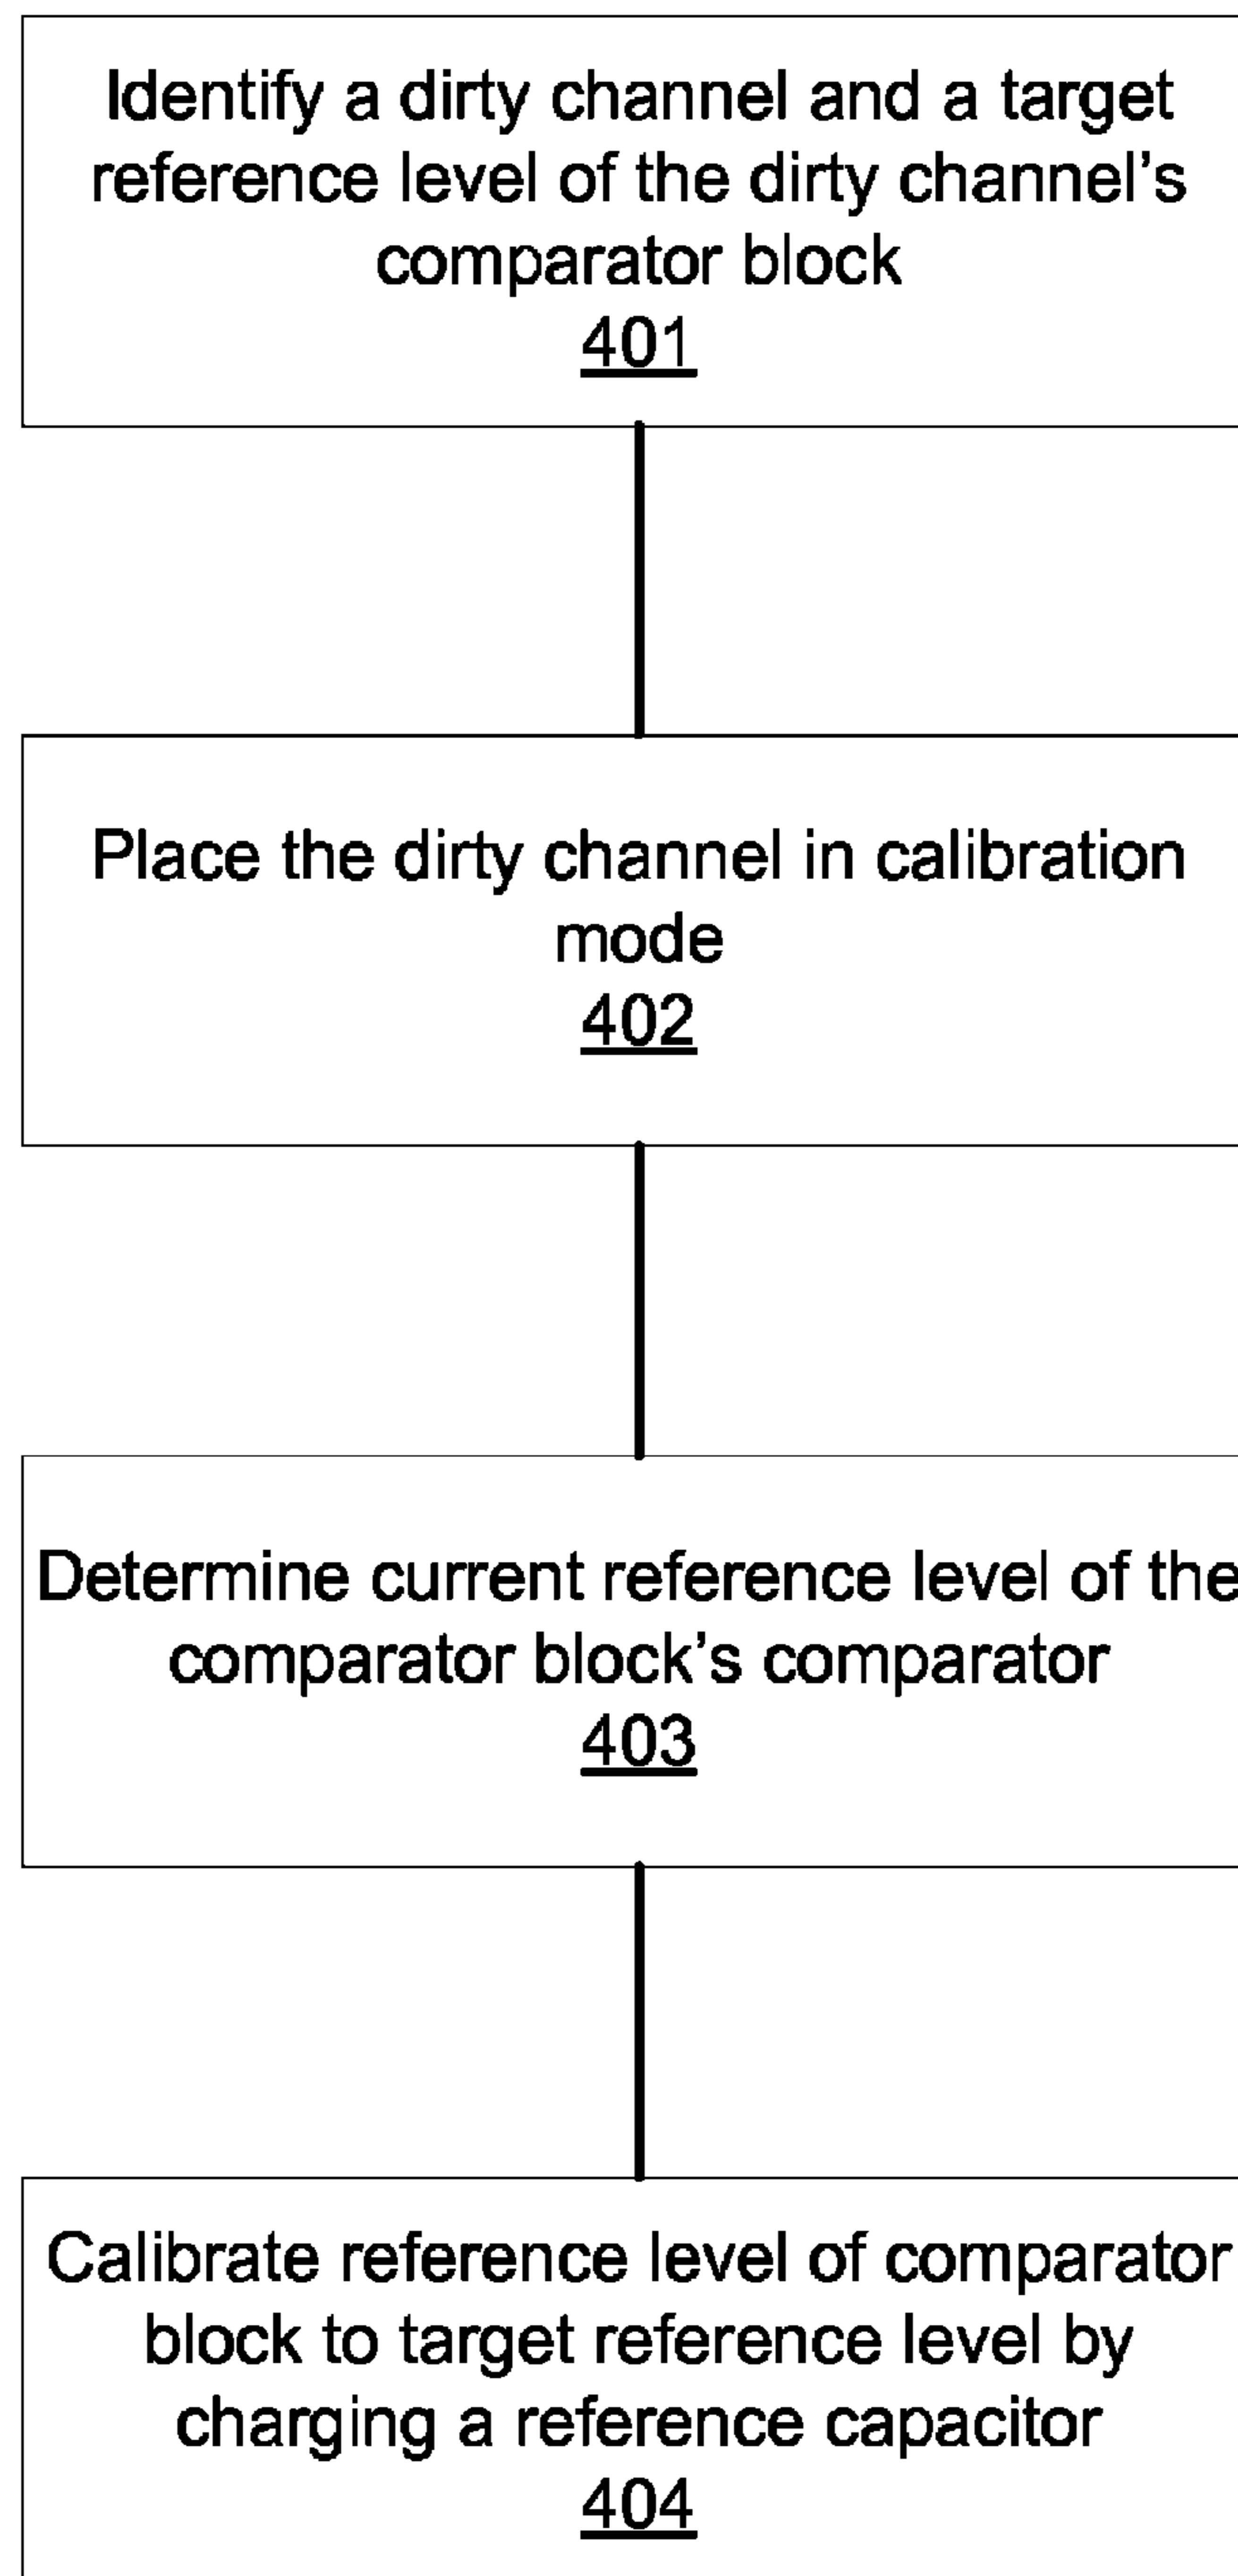 Identify a dirty channel and a target
reference level of the dirty channel's
comparator block
401
Place the dirty channel in calibration
mode
402
Determine current reference level of the
comparator block's comparator
403
Calibrate reference level of comparator
block to target reference level by
charging a reference capacitor
404